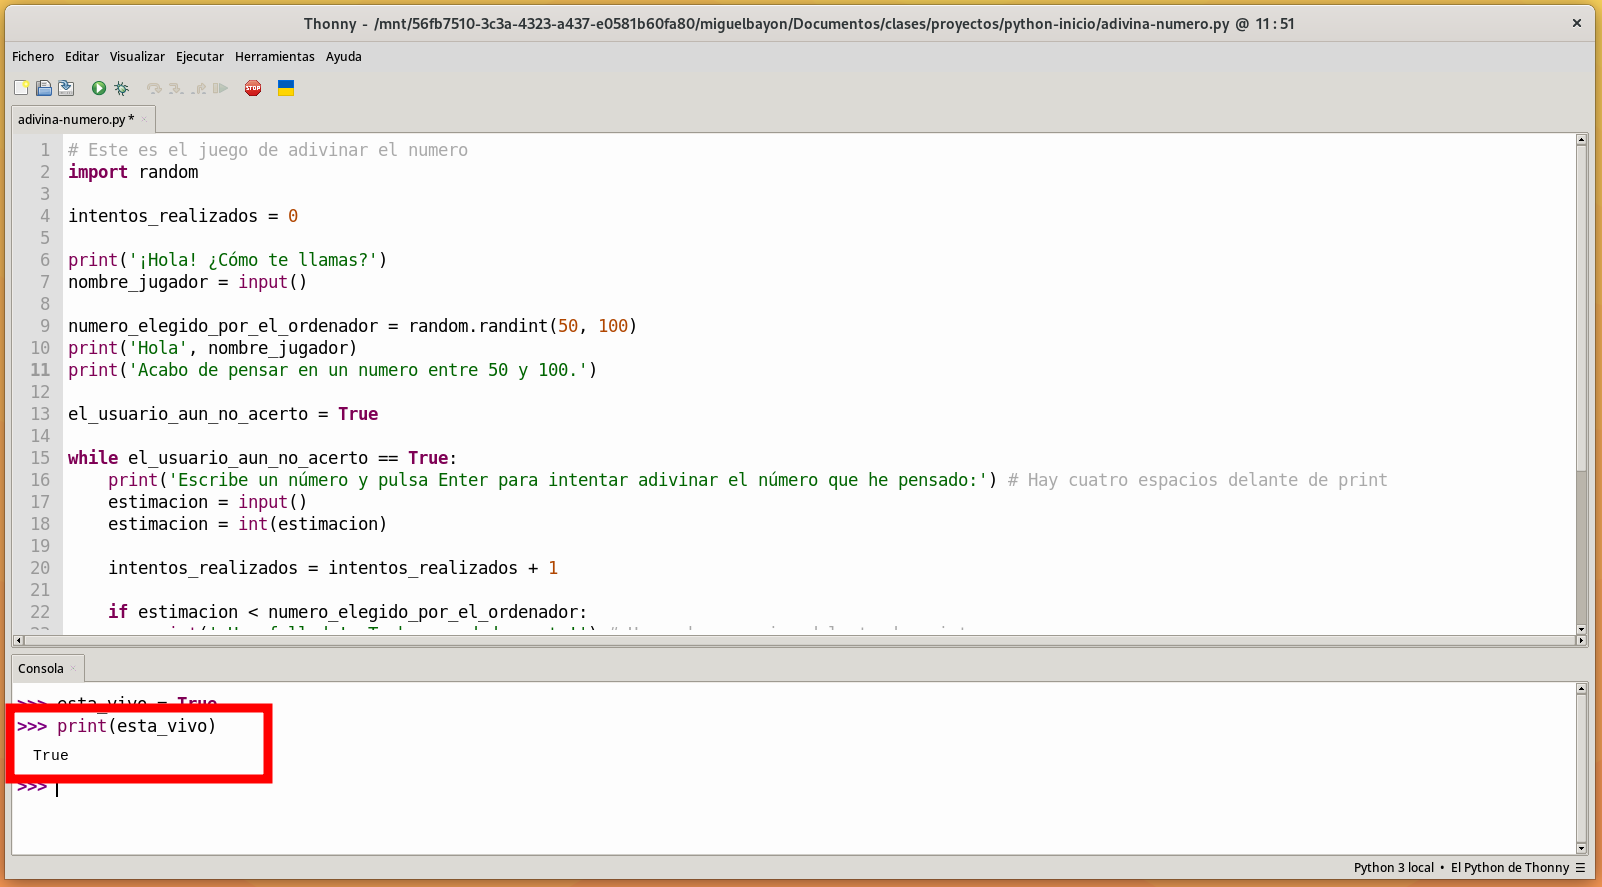 Thonny - /mnt/56fb7510-3c3a-4323-a437-e0581b60fa80/miguelbayon/Documentos/clases/proyectos/python-inicio/adivina-numero.py @ 11:51
Fichero Editar Visualizar Ejecutar Herramientas Ayuda
STOP
adivina-numero.py *
1 # Este es el juego de adivinar el numero
2 import random
3
4 intentos_realizados = 0
5
6 print('¡Hola! ¿Cómo te llamas?')
7 nombre_jugador = input()
8
9 numero_elegido_por_el_ordenador = random.randint(50, 100)
10 print('Hola', nombre_jugador)
11 print('Acabo de pensar en un numero entre 50 y 100.')
12
13 el_usuario_aun_no_acerto = True
14
15 while el_usuario_aun_no_acerto == True:
16     print('Escribe un número y pulsa Enter para intentar adivinar el número que he pensado:') # Hay cuatro espacios delante de print
17     estimacion = input()
18     estimacion = int(estimacion)
19
20     intentos_realizados = intentos_realizados + 1
21
22     if estimacion < numero_elegido_por_el_ordenador:
Consola
>>> esta_vivo = True
>>> print(esta_vivo)
True
>>>
Python 3 local • El Python de Thonny ☰